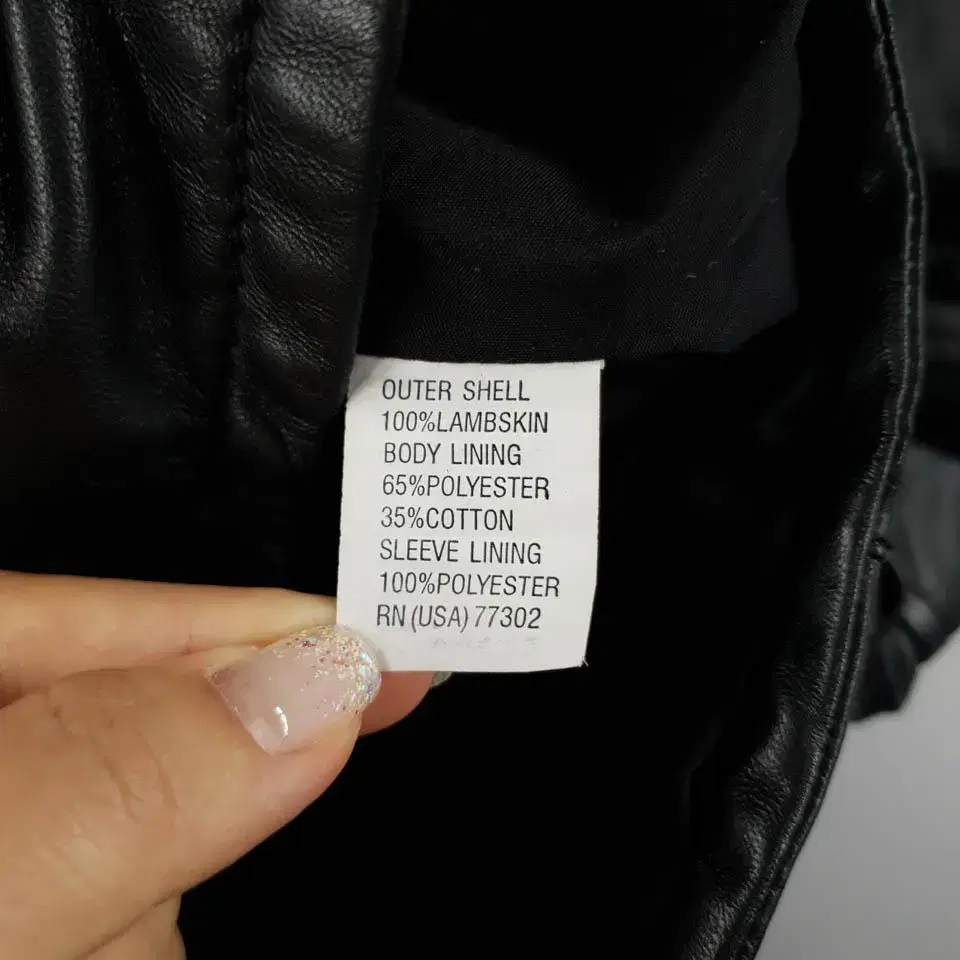 OUTER SHELL
100%LAMBSKIN
BODY LINING
65%POLYESTER
35%COTTON
SLEEVE LINING
100%POLYESTER
RN(USA)77302